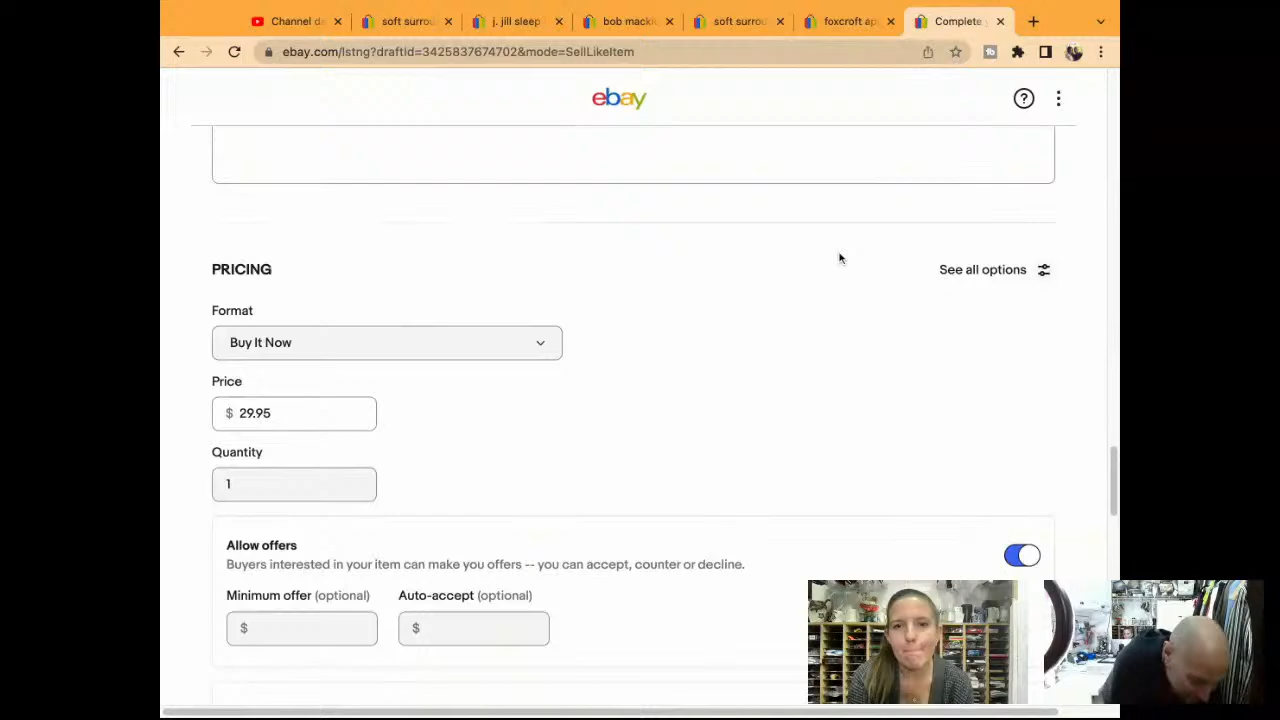 Channel da
soft surrou
j. jill sleep
bob macki
soft surrou
foxcroft ap
Complete
ebay.com/lstng?draftId=3425837674702&mode=SellLikeItem
ebay
PRICING
See all options
Format
Buy It Now
Price
$ 29.95
Quantity
1
Allow offers
Buyers interested in your item can make you offers -- you can accept, counter or decline.
Minimum offer (optional)
Auto-accept (optional)
$
$